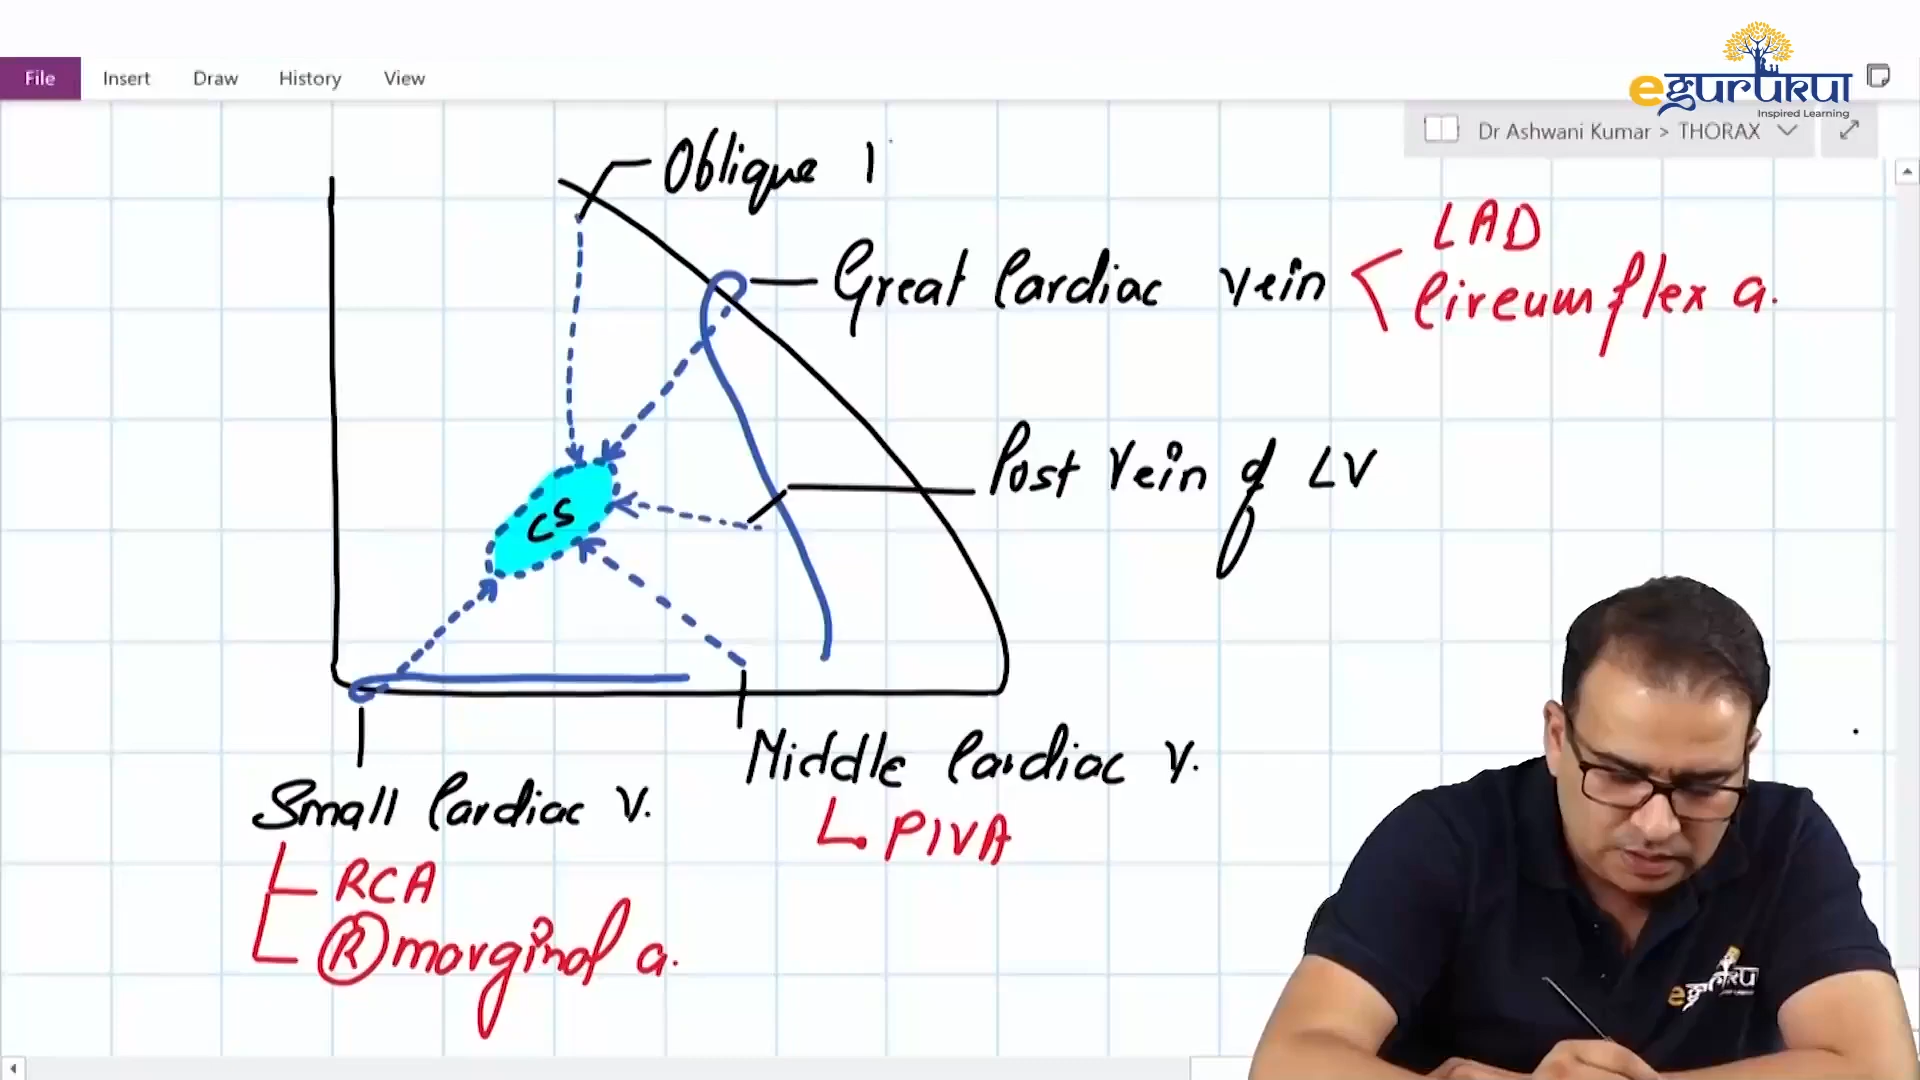 File Insert Draw History View
egurukul
Inspired Learning
Dr Ashwani Kumar > THORAX
Oblique
LAD
Great Cardiac vein
Circumflex a.
Post Vein of LV
CS
Middle Cardiac V.
PIVA
Small Cardiac V.
RCA
R marginal a.
eguruku